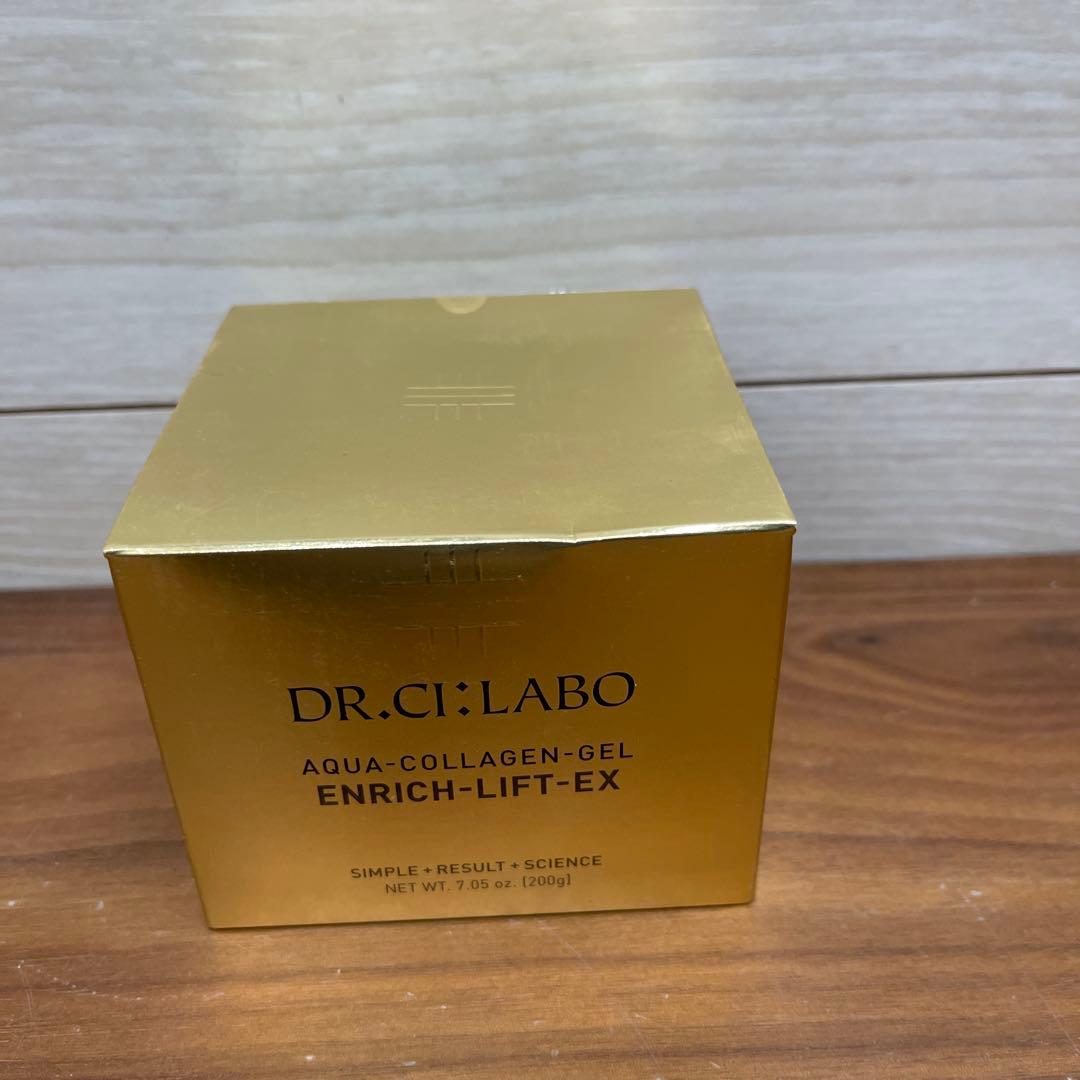 DR.CI:LABO
AQUA-COLLAGEN-GEL
ENRICH-LIFT-EX
SIMPLE + RESULT + SCIENCE
NET WT. 7.05 oz. [200g]